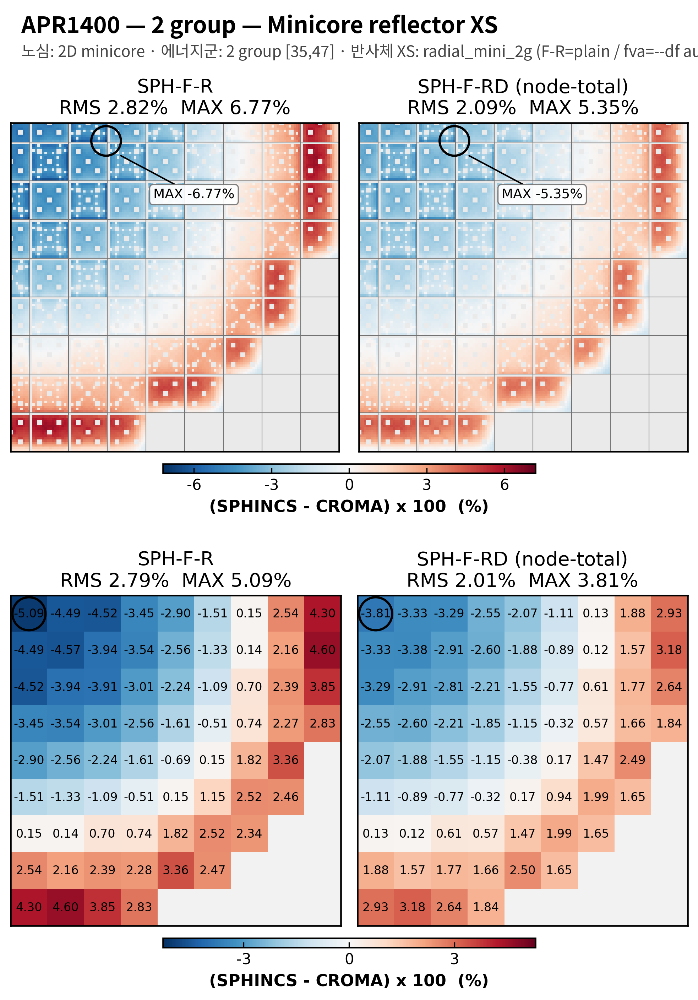 APR1400 — 2 group — Minicore reflector XS
노심: 2D minicore · 에너지군: 2 group [35,47] · 반사체 XS: radial_mini_2g (F-R=plain / fva=--df au
SPH-F-R
RMS 2.82% MAX 6.77%
SPH-F-RD (node-total)
RMS 2.09% MAX 5.35%
MAX -6.77%
MAX -5.35%
-6 -3 0 3 6
(SPHINCS - CROMA) x 100 (%)
SPH-F-R
RMS 2.79% MAX 5.09%
SPH-F-RD (node-total)
RMS 2.01% MAX 3.81%
-5.09 -4.49 -4.52 -3.45 -2.90 -1.51 0.15 2.54 4.30
-4.49 -4.57 -3.94 -3.54 -2.56 -1.33 0.14 2.16 4.60
-4.52 -3.94 -3.91 -3.01 -2.24 -1.09 0.70 2.39 3.85
-3.45 -3.54 -3.01 -2.56 -1.61 -0.51 0.74 2.27 2.83
-2.90 -2.56 -2.24 -1.61 -0.69 0.15 1.82 3.36
-1.51 -1.33 -1.09 -0.51 0.15 1.15 2.52 2.46
0.15 0.14 0.70 0.74 1.82 2.52 2.34
2.54 2.16 2.39 2.28 3.36 2.47
4.30 4.60 3.85 2.83
-3.81 -3.33 -3.29 -2.55 -2.07 -1.11 0.13 1.88 2.93
-3.33 -3.38 -2.91 -2.60 -1.88 -0.89 0.12 1.57 3.18
-3.29 -2.91 -2.81 -2.21 -1.55 -0.77 0.61 1.77 2.64
-2.55 -2.60 -2.21 -1.85 -1.15 -0.32 0.57 1.66 1.84
-2.07 -1.88 -1.55 -1.15 -0.38 0.17 1.47 2.49
-1.11 -0.89 -0.77 -0.32 0.17 0.94 1.99 1.65
0.13 0.12 0.61 0.57 1.47 1.99 1.65
1.88 1.57 1.77 1.66 2.50 1.65
2.93 3.18 2.64 1.84
-3 0 3
(SPHINCS - CROMA) x 100 (%)